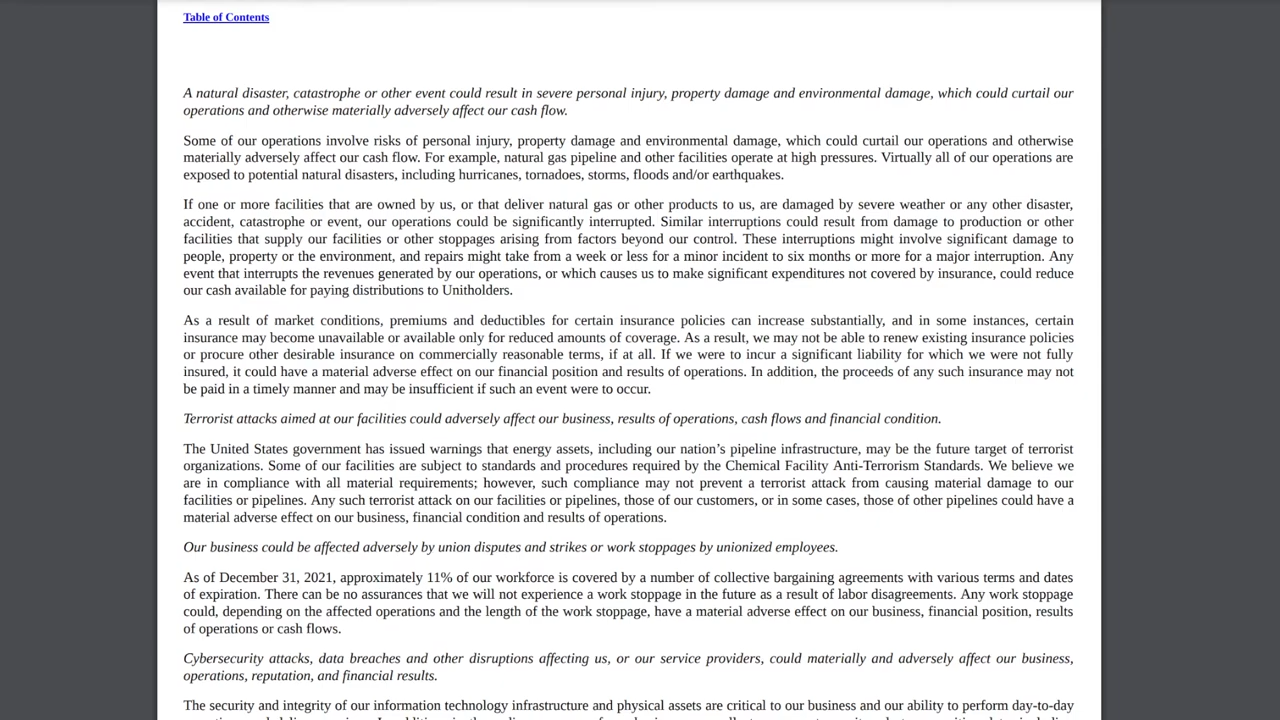 Table of Contents
A natural disaster, catastrophe or other event could result in severe personal injury, property damage and environmental damage, which could curtail our
operations and otherwise materially adversely affect our cash flow.
Some of our operations involve risks of personal injury, property damage and environmental damage, which could curtail our operations and otherwise
materially adversely affect our cash flow. For example, natural gas pipeline and other facilities operate at high pressures. Virtually all of our operations are
exposed to potential natural disasters, including hurricanes, tornadoes, storms, floods and/or earthquakes.
If one or more facilities that are owned by us, or that deliver natural gas or other products to us, are damaged by severe weather or any other disaster,
accident, catastrophe or event, our operations could be significantly interrupted. Similar interruptions could result from damage to production or other
facilities that supply our facilities or other stoppages arising from factors beyond our control. These interruptions might involve significant damage to
people, property or the environment, and repairs might take from a week or less for a minor incident to six months or more for a major interruption. Any
event that interrupts the revenues generated by our operations, or which causes us to make significant expenditures not covered by insurance, could reduce
our cash available for paying distributions to Unitholders.
As a result of market conditions, premiums and deductibles for certain insurance policies can increase substantially, and in some instances, certain
insurance may become unavailable or available only for reduced amounts of coverage. As a result, we may not be able to renew existing insurance policies
or procure other desirable insurance on commercially reasonable terms, if at all. If we were to incur a significant liability for which we were not fully
insured, it could have a material adverse effect on our financial position and results of operations. In addition, the proceeds of any such insurance may not
be paid in a timely manner and may be insufficient if such an event were to occur.
Terrorist attacks aimed at our facilities could adversely affect our business, results of operations, cash flows and financial condition.
The United States government has issued warnings that energy assets, including our nation’s pipeline infrastructure, may be the future target of terrorist
organizations. Some of our facilities are subject to standards and procedures required by the Chemical Facility Anti-Terrorism Standards. We believe we
are in compliance with all material requirements; however, such compliance may not prevent a terrorist attack from causing material damage to our
facilities or pipelines. Any such terrorist attack on our facilities or pipelines, those of our customers, or in some cases, those of other pipelines could have a
material adverse effect on our business, financial condition and results of operations.
Our business could be affected adversely by union disputes and strikes or work stoppages by unionized employees.
As of December 31, 2021, approximately 11% of our workforce is covered by a number of collective bargaining agreements with various terms and dates
of expiration. There can be no assurances that we will not experience a work stoppage in the future as a result of labor disagreements. Any work stoppage
could, depending on the affected operations and the length of the work stoppage, have a material adverse effect on our business, financial position, results
of operations or cash flows.
Cybersecurity attacks, data breaches and other disruptions affecting us, or our service providers, could materially and adversely affect our business,
operations, reputation, and financial results.
The security and integrity of our information technology infrastructure and physical assets are critical to our business and our ability to perform day-to-day